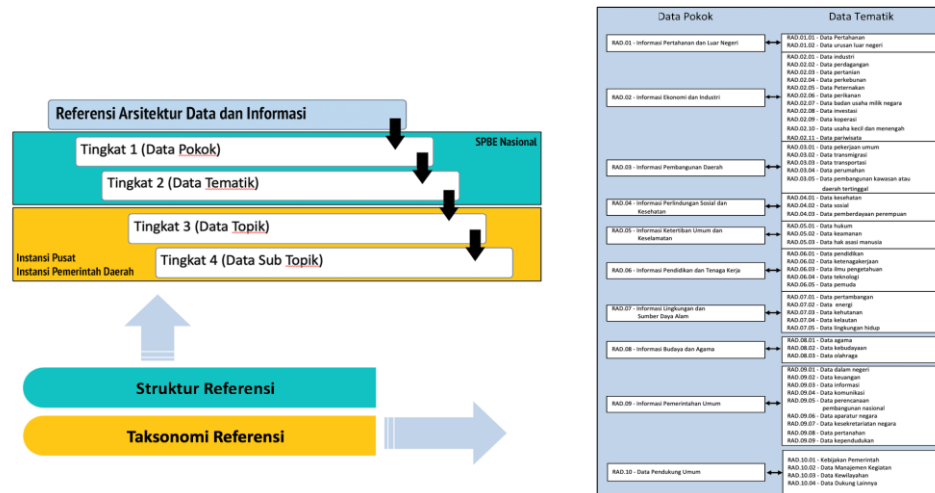 Referensi Arsitektur Data dan Informasi
SPBE Nasional
Tingkat 1 (Data Pokok)
Tingkat 2 (Data Tematik)
Tingkat 3 (Data Topik)
Tingkat 4 (Data Sub Topik)
Instansi Pusat
Instansi Pemerintah Daerah
Struktur Referensi
Taksonomi Referensi
Data Pokok
Data Tematik
RAD.01 - Informasi Pertahanan dan Luar Negeri
RAD.01.01 - Data Pertahanan
RAD.01.02 - Data urusan luar negeri
RAD.02 - Informasi Ekonomi dan Industri
RAD.02.01 - Data industri
RAD.02.02 - Data perdagangan
RAD.02.03 - Data pertanian
RAD.02.04 - Data perkebunan
RAD.02.05 - Data Peternakan
RAD.02.06 - Data perikanan
RAD.02.07 - Data badan usaha milik negara
RAD.02.08 - Data investasi
RAD.02.09 - Data koperasi
RAD.02.10 - Data usaha kecil dan menengah
RAD.02.11 - Data pariwisata
RAD.03 - Informasi Pembangunan Daerah
RAD.03.01 - Data pekerjaan umum
RAD.03.02 - Data transmigrasi
RAD.03.03 - Data transportasi
RAD.03.04 - Data perumahan
RAD.03.05 - Data pembangunan kawasan atau
daerah tertinggal
RAD.04 - Informasi Perlindungan Sosial dan
Kesehatan
RAD.04.01 - Data kesehatan
RAD.04.02 - Data sosial
RAD.04.03 - Data pemberdayaan perempuan
RAD.05 - Informasi Ketertiban Umum dan
Keselamatan
RAD.05.01 - Data hukum
RAD.05.02 - Data keamanan
RAD.05.03 - Data hak asasi manusia
RAD.06 - Informasi Pendidikan dan Tenaga Kerja
RAD.06.01 - Data pendidikan
RAD.06.02 - Data ketenagakerjaan
RAD.06.03 - Data ilmu pengetahuan
RAD.06.04 - Data teknologi
RAD.06.05 - Data pemuda
RAD.07 - Informasi Lingkungan dan
Sumber Daya Alam
RAD.07.01 - Data pertambangan
RAD.07.02 - Data energi
RAD.07.03 - Data kehutanan
RAD.07.04 - Data kelautan
RAD.07.05 - Data lingkungan hidup
RAD.08 - Informasi Budaya dan Agama
RAD.08.01 - Data agama
RAD.08.02 - Data kebudayaan
RAD.08.03 - Data olahraga
RAD.09 - Informasi Pemerintahan Umum
RAD.09.01 - Data dalam negeri
RAD.09.02 - Data keuangan
RAD.09.03 - Data informasi
RAD.09.04 - Data komunikasi
RAD.09.05 - Data perencanaan
pembangunan nasional
RAD.09.06 - Data aparatur negara
RAD.09.07 - Data kesekretariatan negara
RAD.09.08 - Data pertanahan
RAD.09.09 - Data kependudukan
RAD.10 - Data Pendukung Umum
RAD.10.01 - Kebijakan Pemerintah
RAD.10.02 - Data Manajemen Kegiatan
RAD.10.03 - Data Kewilayahan
RAD.10.04 - Data Dukung Lainnya